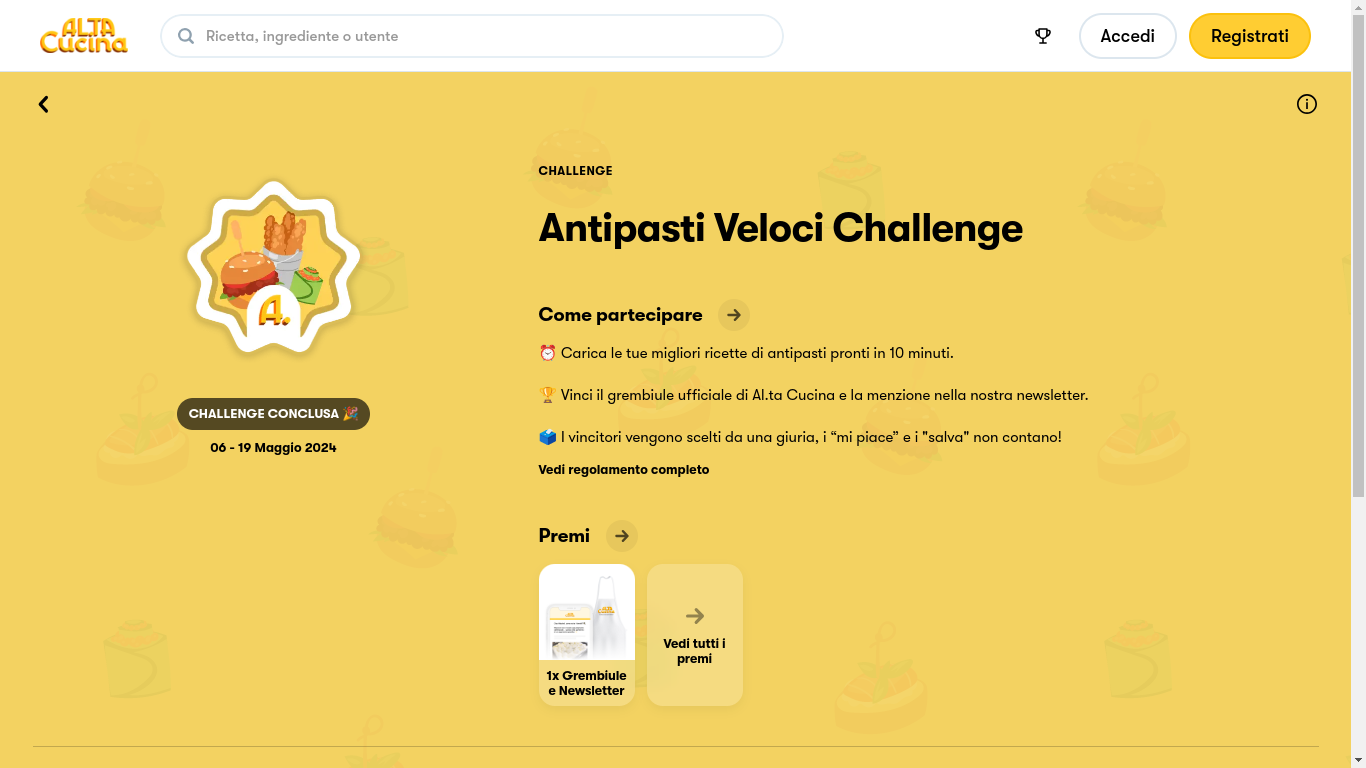 ALTA
Cucina
Ricetta, ingrediente o utente
Accedi
Registrati
CHALLENGE
Antipasti Veloci Challenge
A.
CHALLENGE CONCLUSA 🎉
06 - 19 Maggio 2024
Come partecipare
⏰ Carica le tue migliori ricette di antipasti pronti in 10 minuti.
🏆 Vinci il grembiule ufficiale di Al.ta Cucina e la menzione nella nostra newsletter.
🗳️ I vincitori vengono scelti da una giuria, i “mi piace” e i "salva" non contano!
Vedi regolamento completo
Premi
1x Grembiule
e Newsletter
Vedi tutti i
premi